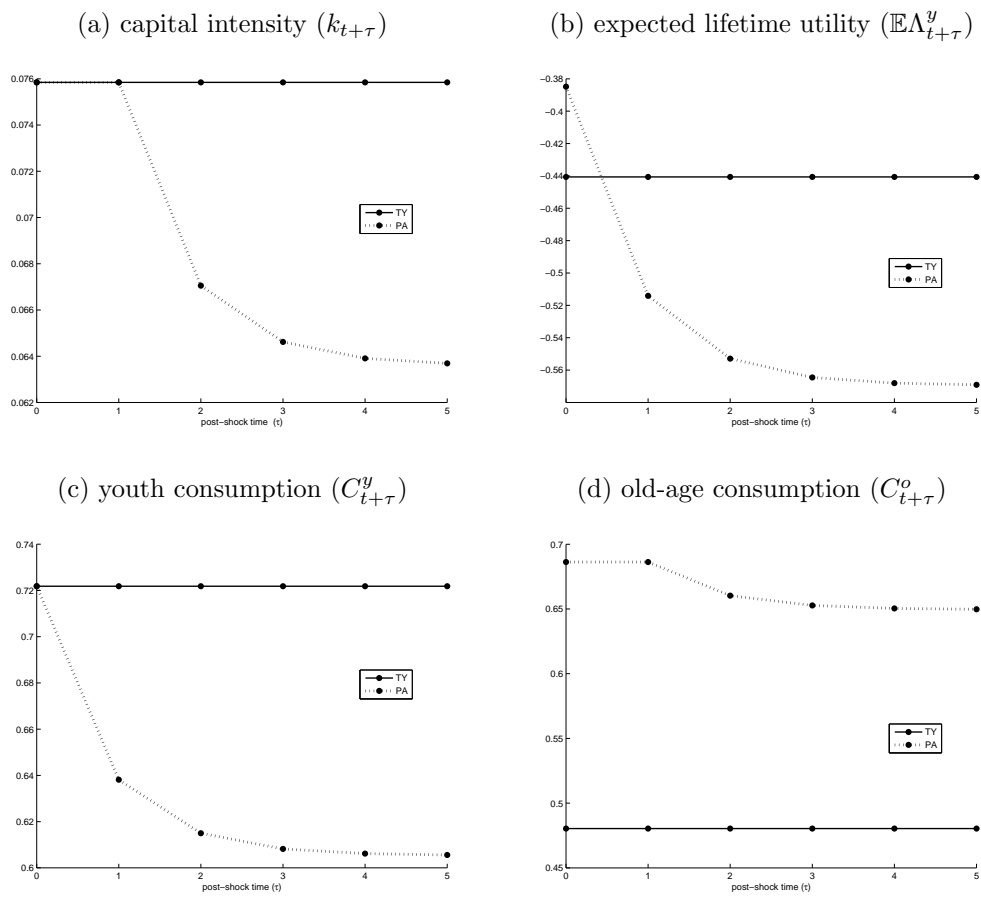 (a) capital intensity ($k_{t+\tau}$)
0.076
0.074
0.072
0.07
0.068
0.066
0.064
0.062
TY
PA
0 1 2 3 4 5
post−shock time (τ)
(b) expected lifetime utility ($\mathbb{E}\Lambda^y_{t+\tau}$)
−0.38
−0.4
−0.42
−0.44
−0.46
−0.48
−0.5
−0.52
−0.54
−0.56
TY
PA
0 1 2 3 4 5
post−shock time (τ)
(c) youth consumption ($C^y_{t+\tau}$)
0.74
0.72
0.7
0.68
0.66
0.64
0.62
0.6
TY
PA
0 1 2 3 4 5
post−shock time (τ)
(d) old-age consumption ($C^o_{t+\tau}$)
0.7
0.65
0.6
0.55
0.5
0.45
TY
PA
0 1 2 3 4 5
post−shock time (τ)